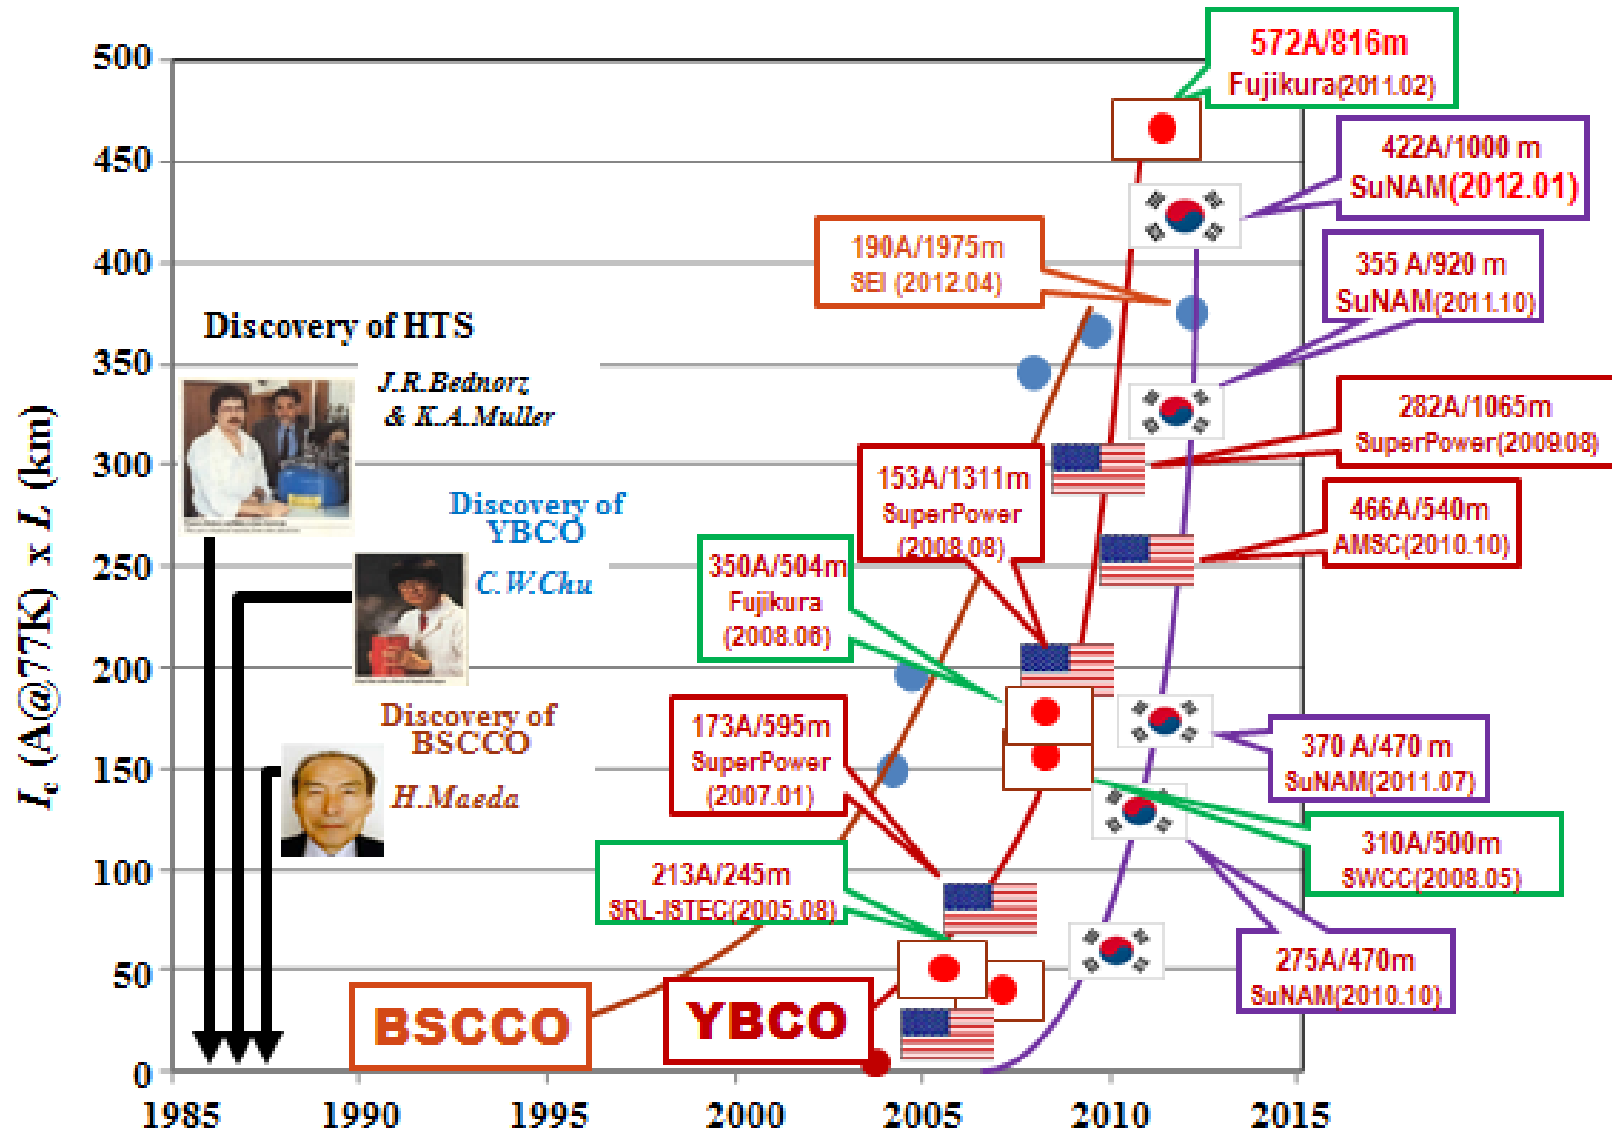 500
450
400
350
300
250
200
150
100
50
0
I_c (A@77K) x L (km)
1985
1990
1995
2000
2005
2010
2015
Discovery of HTS
J.R.Bednorz
& K.A.Muller
Discovery of
YBCO
C.W.Chu
Discovery of
BSCCO
H.Maeda
BSCCO
YBCO
572A/816m
Fujikura(2011.02)
422A/1000 m
SuNAM(2012.01)
190A/1975m
SEI (2012.04)
355 A/920 m
SuNAM(2011.10)
282A/1065m
SuperPower(2009.08)
153A/1311m
SuperPower
(2008.08)
466A/540m
AMSC(2010.10)
350A/504m
Fujikura
(2008.06)
173A/595m
SuperPower
(2007.01)
370 A/470 m
SuNAM(2011.07)
310A/500m
SWCC(2008.05)
213A/245m
SRL-ISTEC(2005.08)
275A/470m
SuNAM(2010.10)